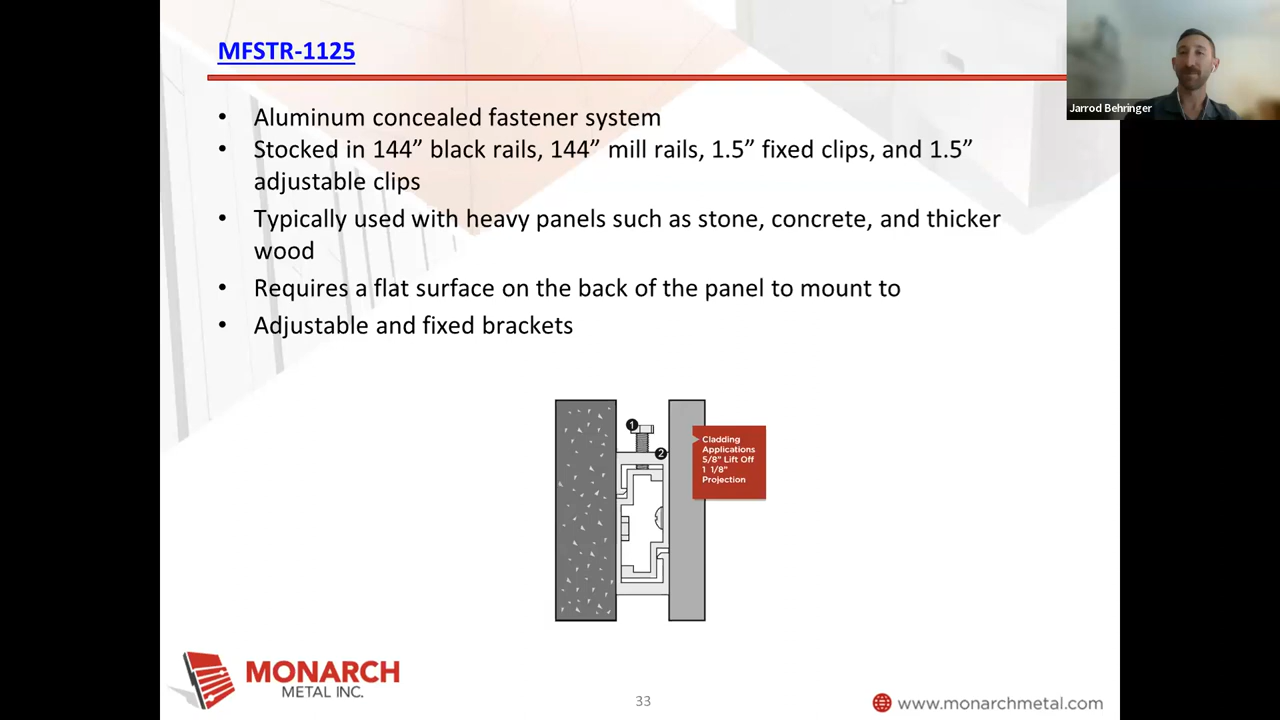 MFSTR-1125
Jarrod Behringer
• Aluminum concealed fastener system
• Stocked in 144” black rails, 144” mill rails, 1.5” fixed clips, and 1.5”
adjustable clips
• Typically used with heavy panels such as stone, concrete, and thicker
wood
• Requires a flat surface on the back of the panel to mount to
• Adjustable and fixed brackets
1
2
Cladding
Applications
5/8" Lift Off
1 1/8"
Projection
MONARCH
METAL INC.
33
www.monarchmetal.com